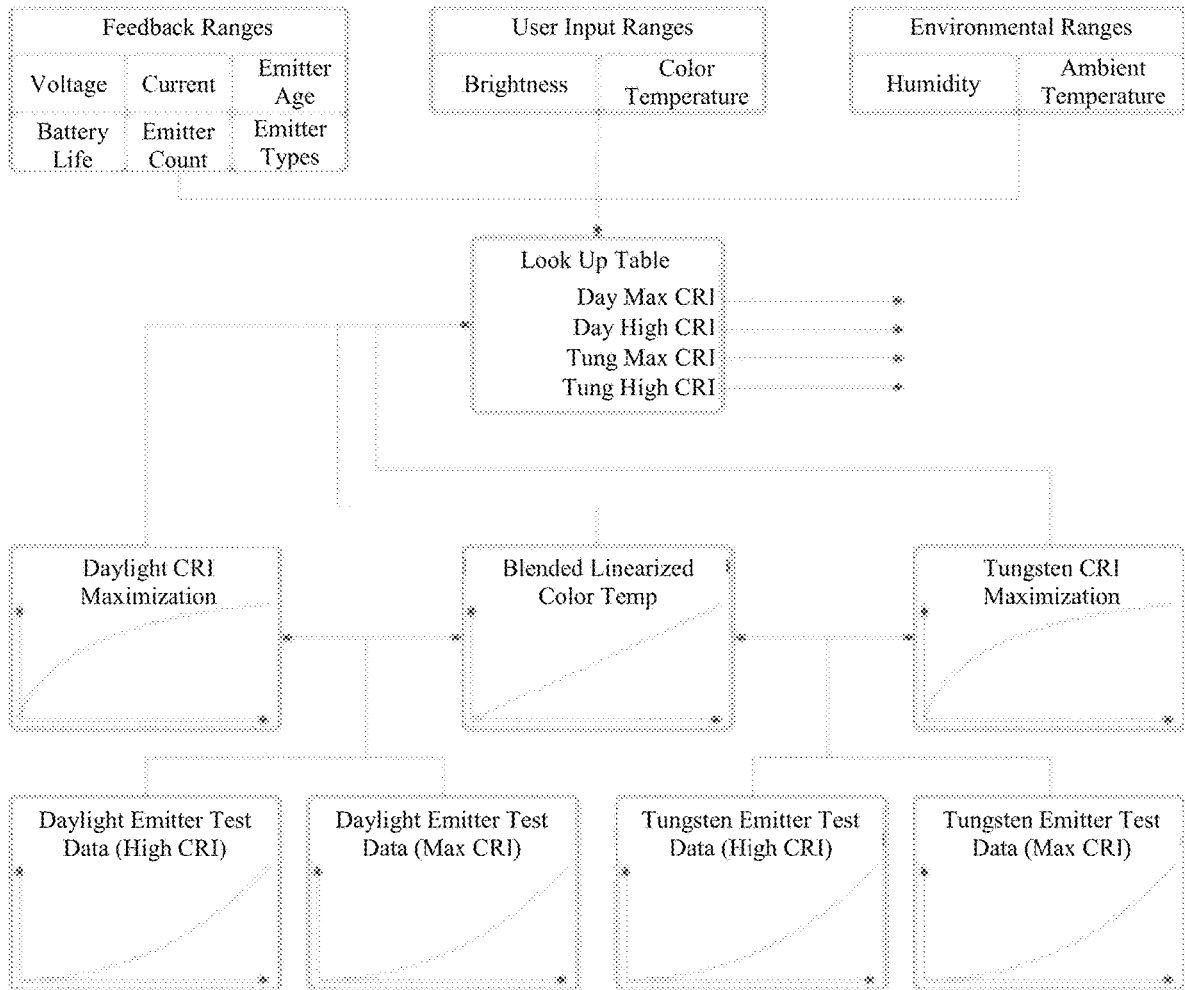 Feedback Ranges
Voltage
Current
Emitter
Age
Battery
Life
Emitter
Count
Emitter
Types
User Input Ranges
Brightness
Color
Temperature
Environmental Ranges
Humidity
Ambient
Temperature
Look Up Table
Day Max CRI
Day High CRI
Tung Max CRI
Tung High CRI
Daylight CRI
Maximization
Blended Linearized
Color Temp
Tungsten CRI
Maximization
Daylight Emitter Test
Data (High CRI)
Daylight Emitter Test
Data (Max CRI)
Tungsten Emitter Test
Data (High CRI)
Tungsten Emitter Test
Data (Max CRI)